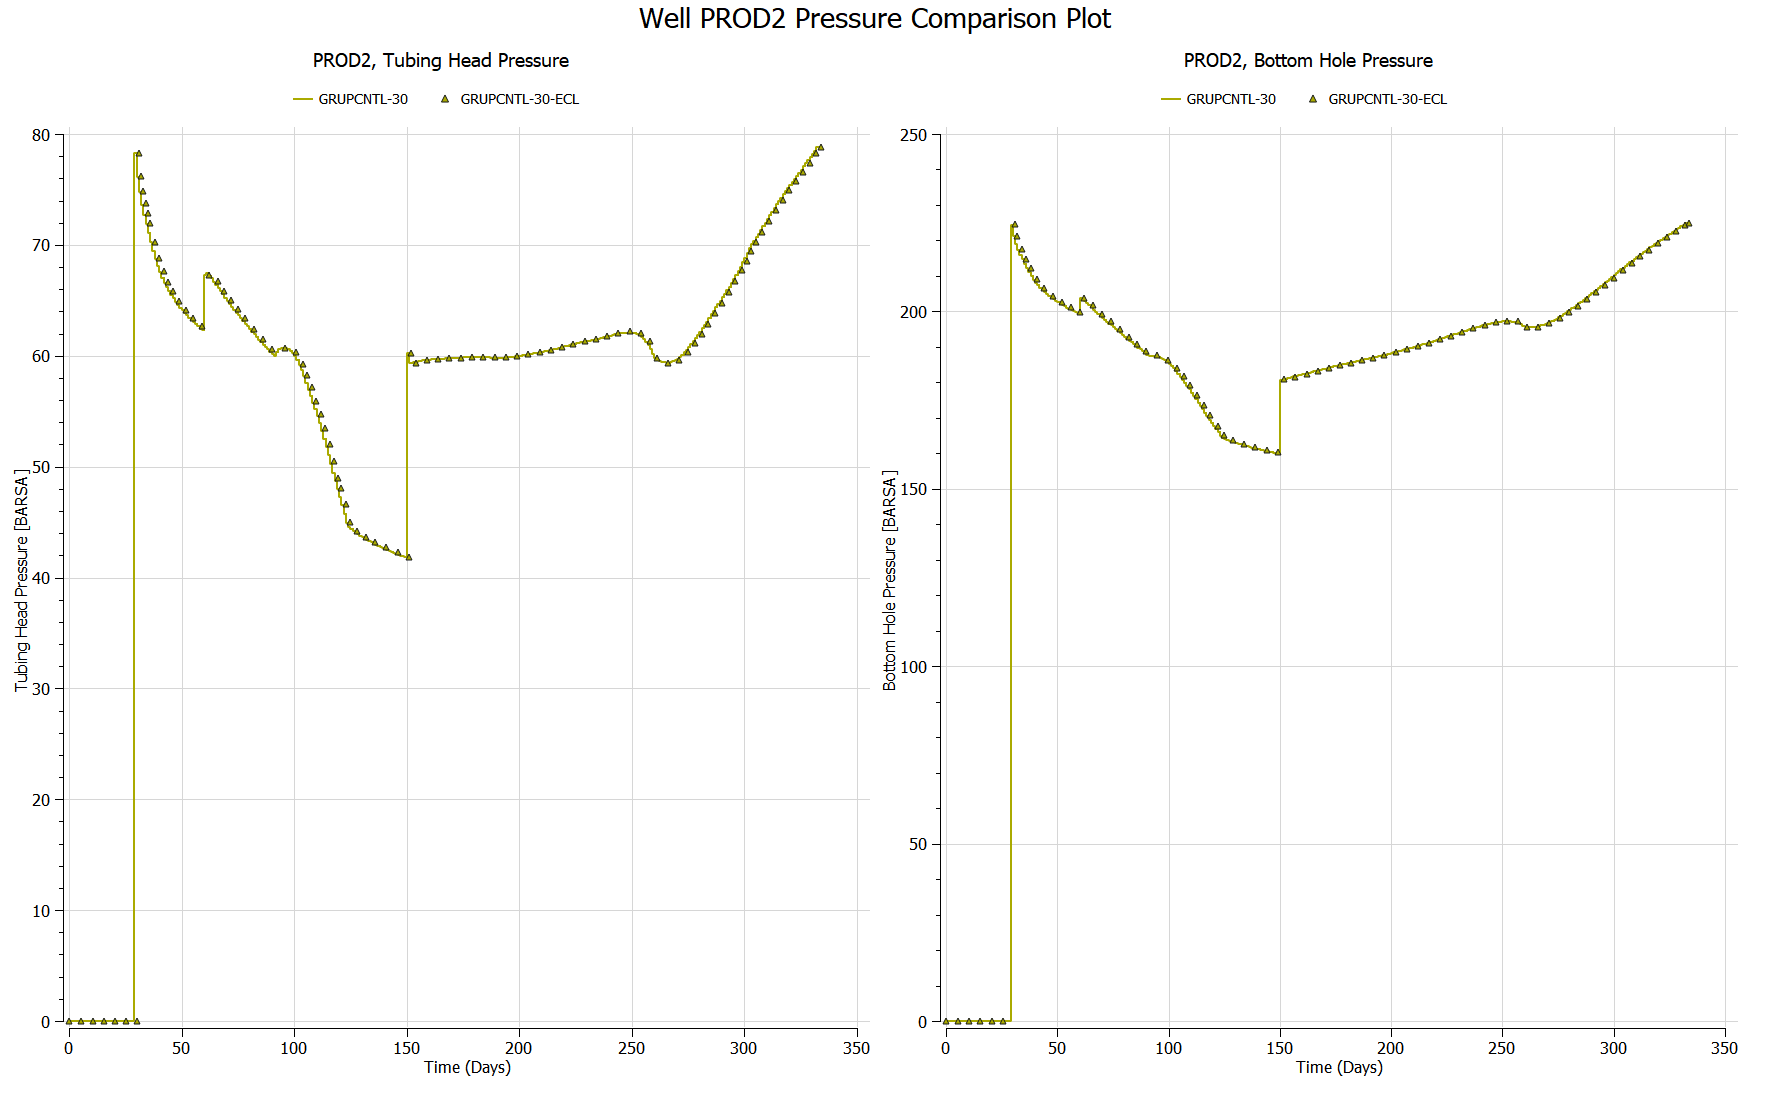 Well PROD2 Pressure Comparison Plot
PROD2, Tubing Head Pressure
GRUPCNTL-30
GRUPCNTL-30-ECL
80
70
60
50
40
30
20
10
0
Tubing Head Pressure [BARSA]
0 50 100 150 200 250 300 350
Time (Days)
PROD2, Bottom Hole Pressure
GRUPCNTL-30
GRUPCNTL-30-ECL
250
200
150
100
50
0
Bottom Hole Pressure [BARSA]
0 50 100 150 200 250 300 350
Time (Days)